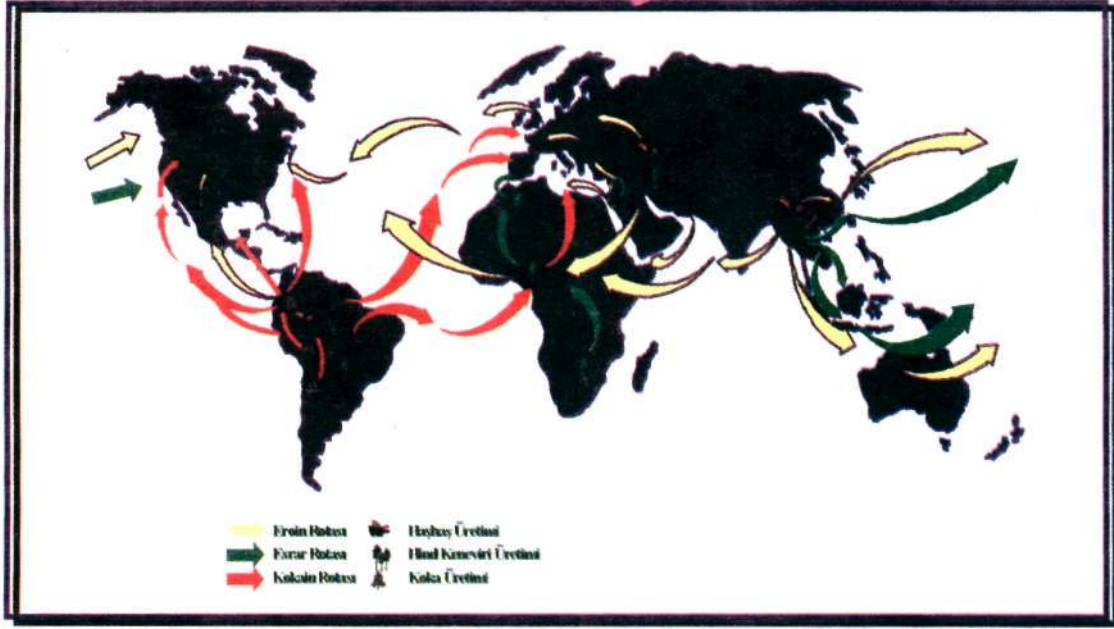 Eroin Rotası
Haşhaş Üretimi
Esrar Rotası
Hind Keneviri Üretimi
Kokain Rotası
Koka Üretimi